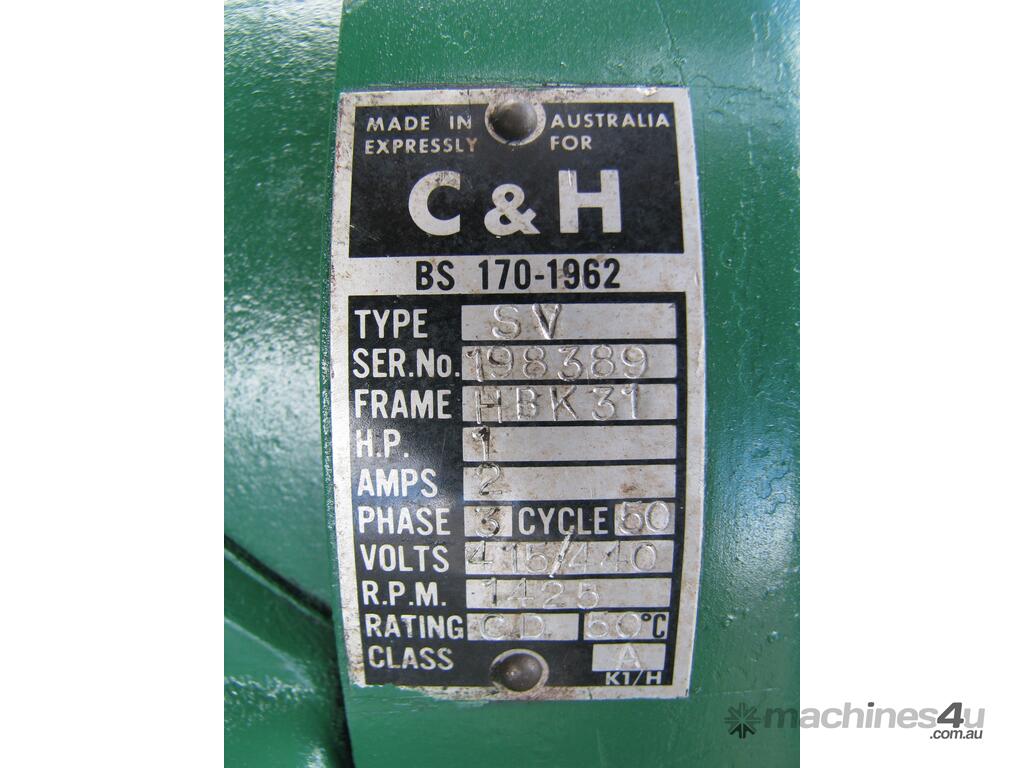 MADE IN AUSTRALIA
EXPRESSLY FOR
C & H
BS 170-1962
TYPE SV
SER.No. 198389
FRAME HBK31
H.P. 1
AMPS 2
PHASE 3 CYCLE 50
VOLTS 415/440
R.P.M. 1425
RATING CD 50°C
CLASS A
K1/H
machines4u
.com.au